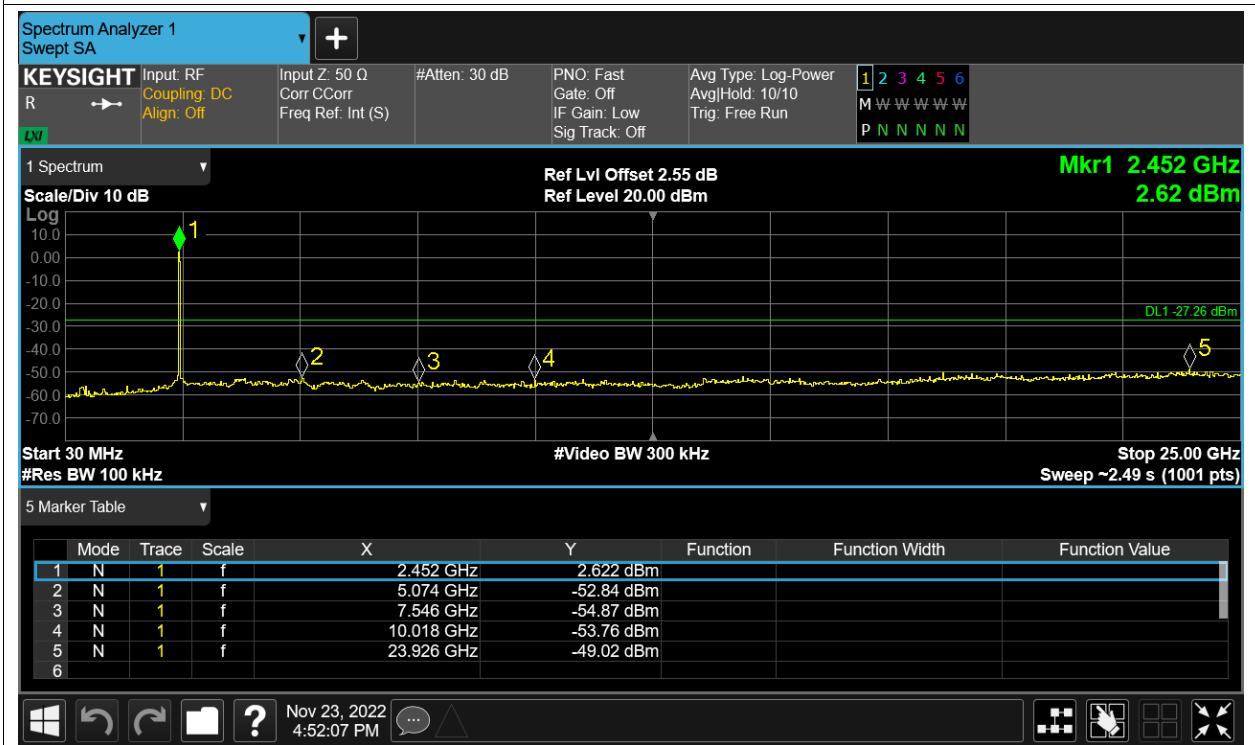 Spectrum Analyzer 1
Swept SA
+
KEYSIGHT
R
LXI
Input: RF
Coupling: DC
Align: Off
Input Z: 50 Ω
Corr CCorr
Freq Ref: Int (S)
#Atten: 30 dB
PNO: Fast
Gate: Off
IF Gain: Low
Sig Track: Off
Avg Type: Log-Power
Avg|Hold: 10/10
Trig: Free Run
1 2 3 4 5 6
M W W W W W
P N N N N N
1 Spectrum
Scale/Div 10 dB
Ref Lvl Offset 2.55 dB
Ref Level 20.00 dBm
Mkr1 2.452 GHz
2.62 dBm
Log
10.0
0.00
-10.0
-20.0
-30.0
-40.0
-50.0
-60.0
-70.0
1
DL1 -27.26 dBm
2
3
4
5
Start 30 MHz
#Res BW 100 kHz
#Video BW 300 kHz
Stop 25.00 GHz
Sweep ~2.49 s (1001 pts)
5 Marker Table
Mode Trace Scale X Y Function Function Width Function Value
1 N 1 f 2.452 GHz 2.622 dBm
2 N 1 f 5.074 GHz -52.84 dBm
3 N 1 f 7.546 GHz -54.87 dBm
4 N 1 f 10.018 GHz -53.76 dBm
5 N 1 f 23.926 GHz -49.02 dBm
6
?
Nov 23, 2022
4:52:07 PM